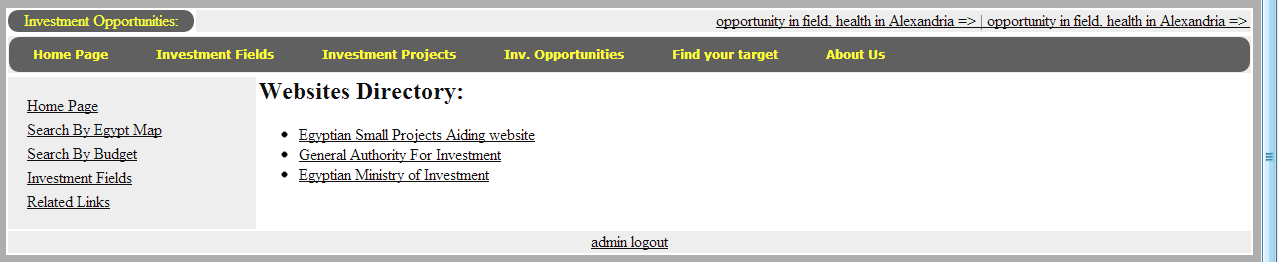 Investment Opportunities:
opportunity in field, health in Alexandria => | opportunity in field, health in Alexandria =>
Home Page Investment Fields Investment Projects Inv. Opportunities Find your target About Us
Home Page
Search By Egypt Map
Search By Budget
Investment Fields
Related Links
Websites Directory:
Egyptian Small Projects Aiding website
General Authority For Investment
Egyptian Ministry of Investment
admin logout